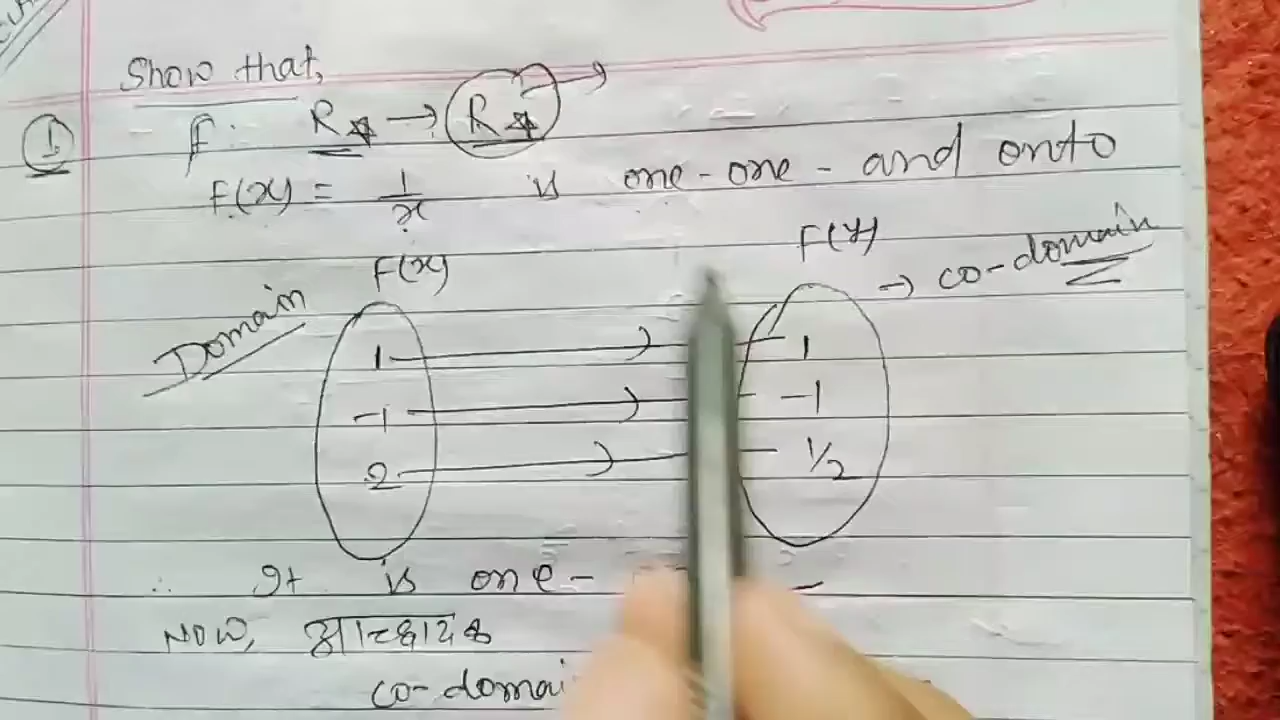 Show that,
① f: R★ → R★ →
F(x) = 1/x is one-one - and onto
F(x) F(y)
Domain → co-domain
1 → 1
-1 → -1
2 → 1/2
∴ It is one-
Now,
co-domai